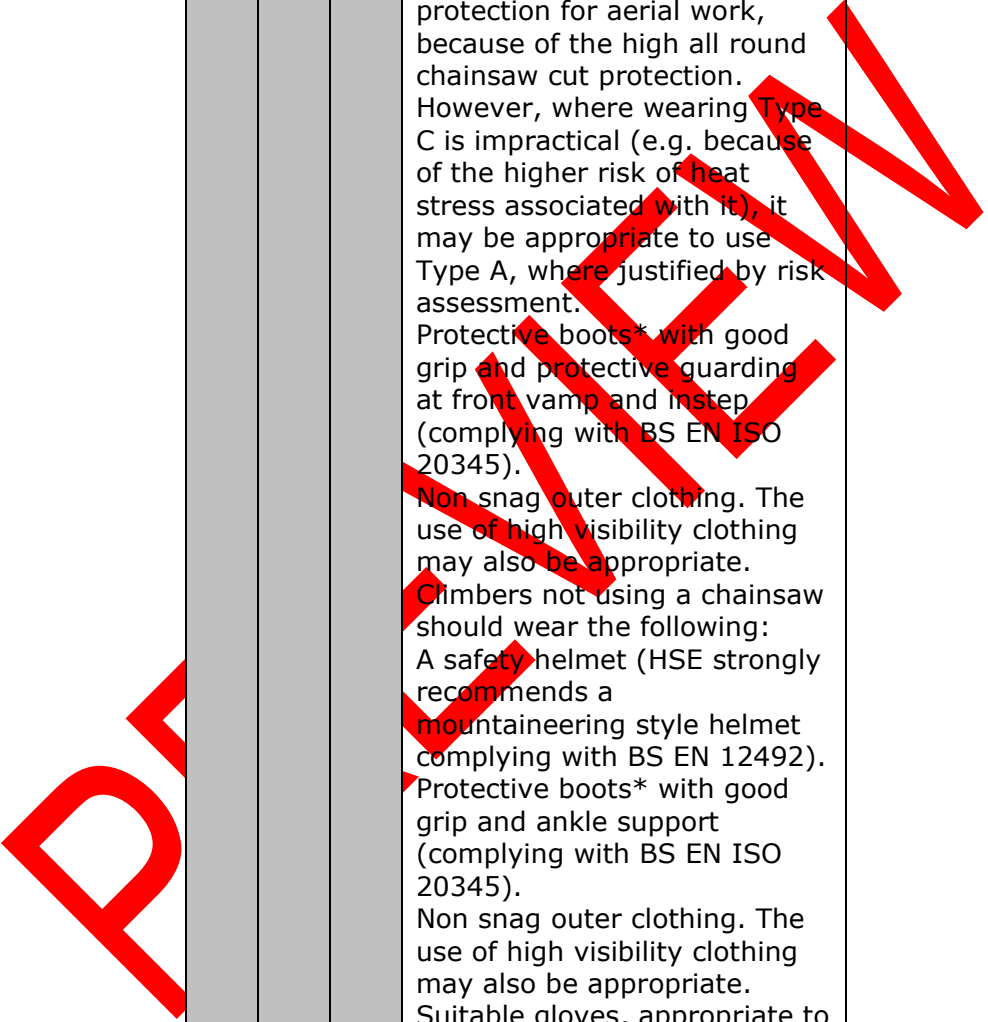 protection for aerial work,
because of the high all round
chainsaw cut protection.
However, where wearing Type
C is impractical (e.g. because
of the higher risk of heat
stress associated with it), it
may be appropriate to use
Type A, where justified by risk
assessment.
Protective boots* with good
grip and protective guarding
at front vamp and instep
(complying with BS EN ISO
20345).
Non snag outer clothing. The
use of high visibility clothing
may also be appropriate.
Climbers not using a chainsaw
should wear the following:
A safety helmet (HSE strongly
recommends a
mountaineering style helmet
complying with BS EN 12492).
Protective boots* with good
grip and ankle support
(complying with BS EN ISO
20345).
Non snag outer clothing. The
use of high visibility clothing
may also be appropriate.
Suitable gloves, appropriate to
PREVIEW